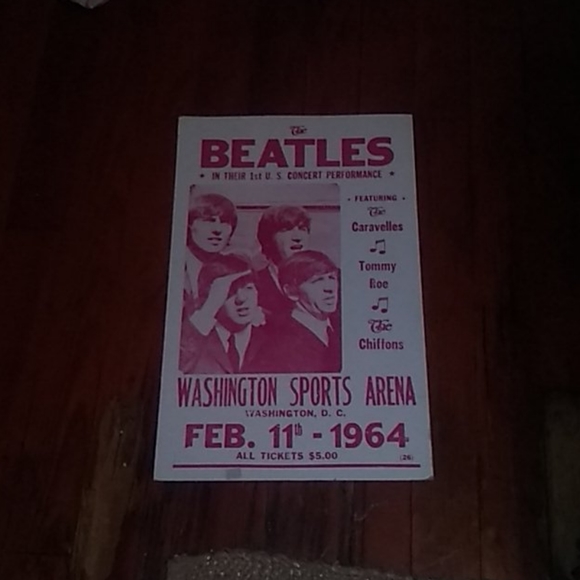 The
BEATLES
IN THEIR 1st U. S. CONCERT PERFORMANCE
- FEATURING -
The
Caravelles
Tommy
Roe
The
Chiffons
WASHINGTON SPORTS ARENA
WASHINGTON, D. C.
FEB. 11th - 1964
ALL TICKETS $5.00
(26)